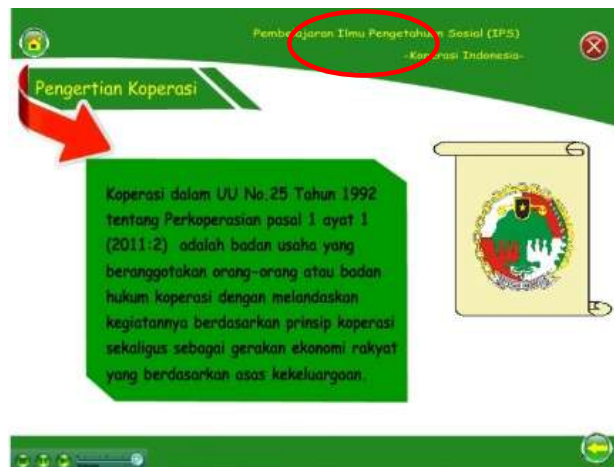 Pembelajaran Ilmu Pengetahuan Sosial (IPS)
-Koperasi Indonesia-
Pengertian Koperasi
Koperasi dalam UU No.25 Tahun 1992
tentang Perkoperasian pasal 1 ayat 1
(2011:2) adalah badan usaha yang
beranggotakan orang-orang atau badan
hukum koperasi dengan melandaskan
kegiatannya berdasarkan prinsip koperasi
sekaligus sebagai gerakan ekonomi rakyat
yang berdasarkan asas kekeluargaan.